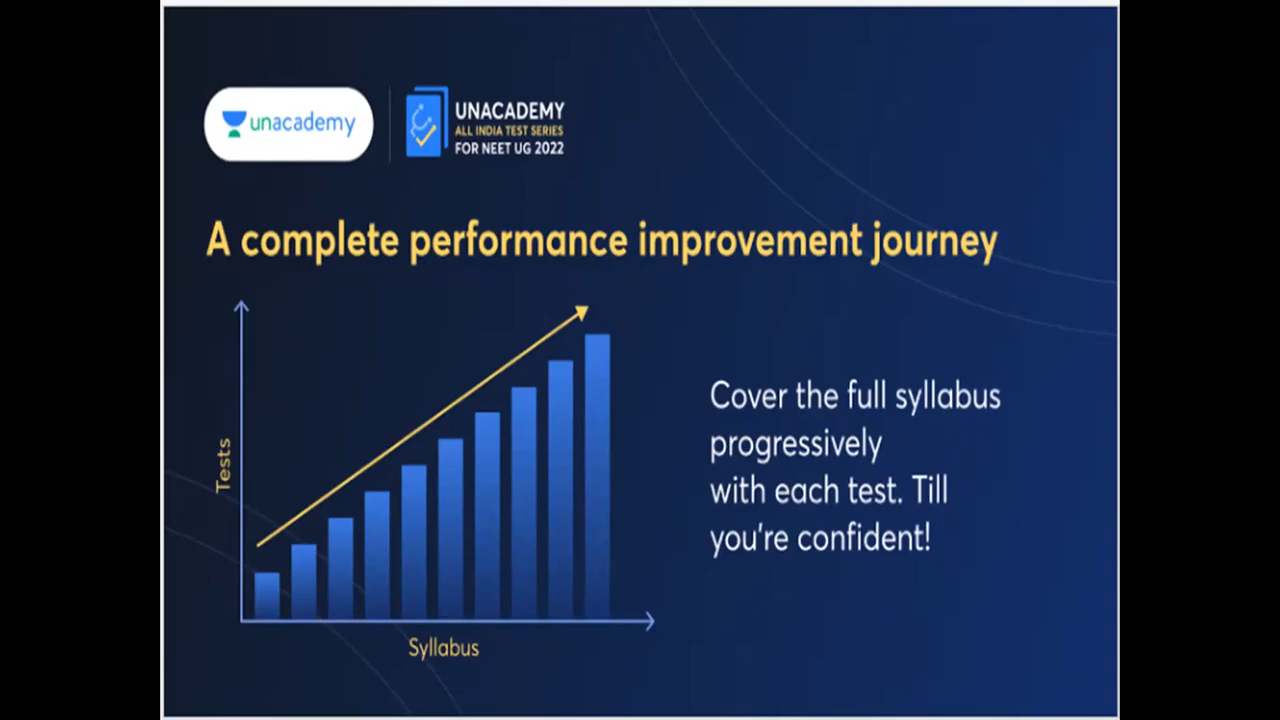 unacademy
UNACADEMY
ALL INDIA TEST SERIES
FOR NEET UG 2022
A complete performance improvement journey
Tests
Syllabus
Cover the full syllabus
progressively
with each test. Till
you're confident!